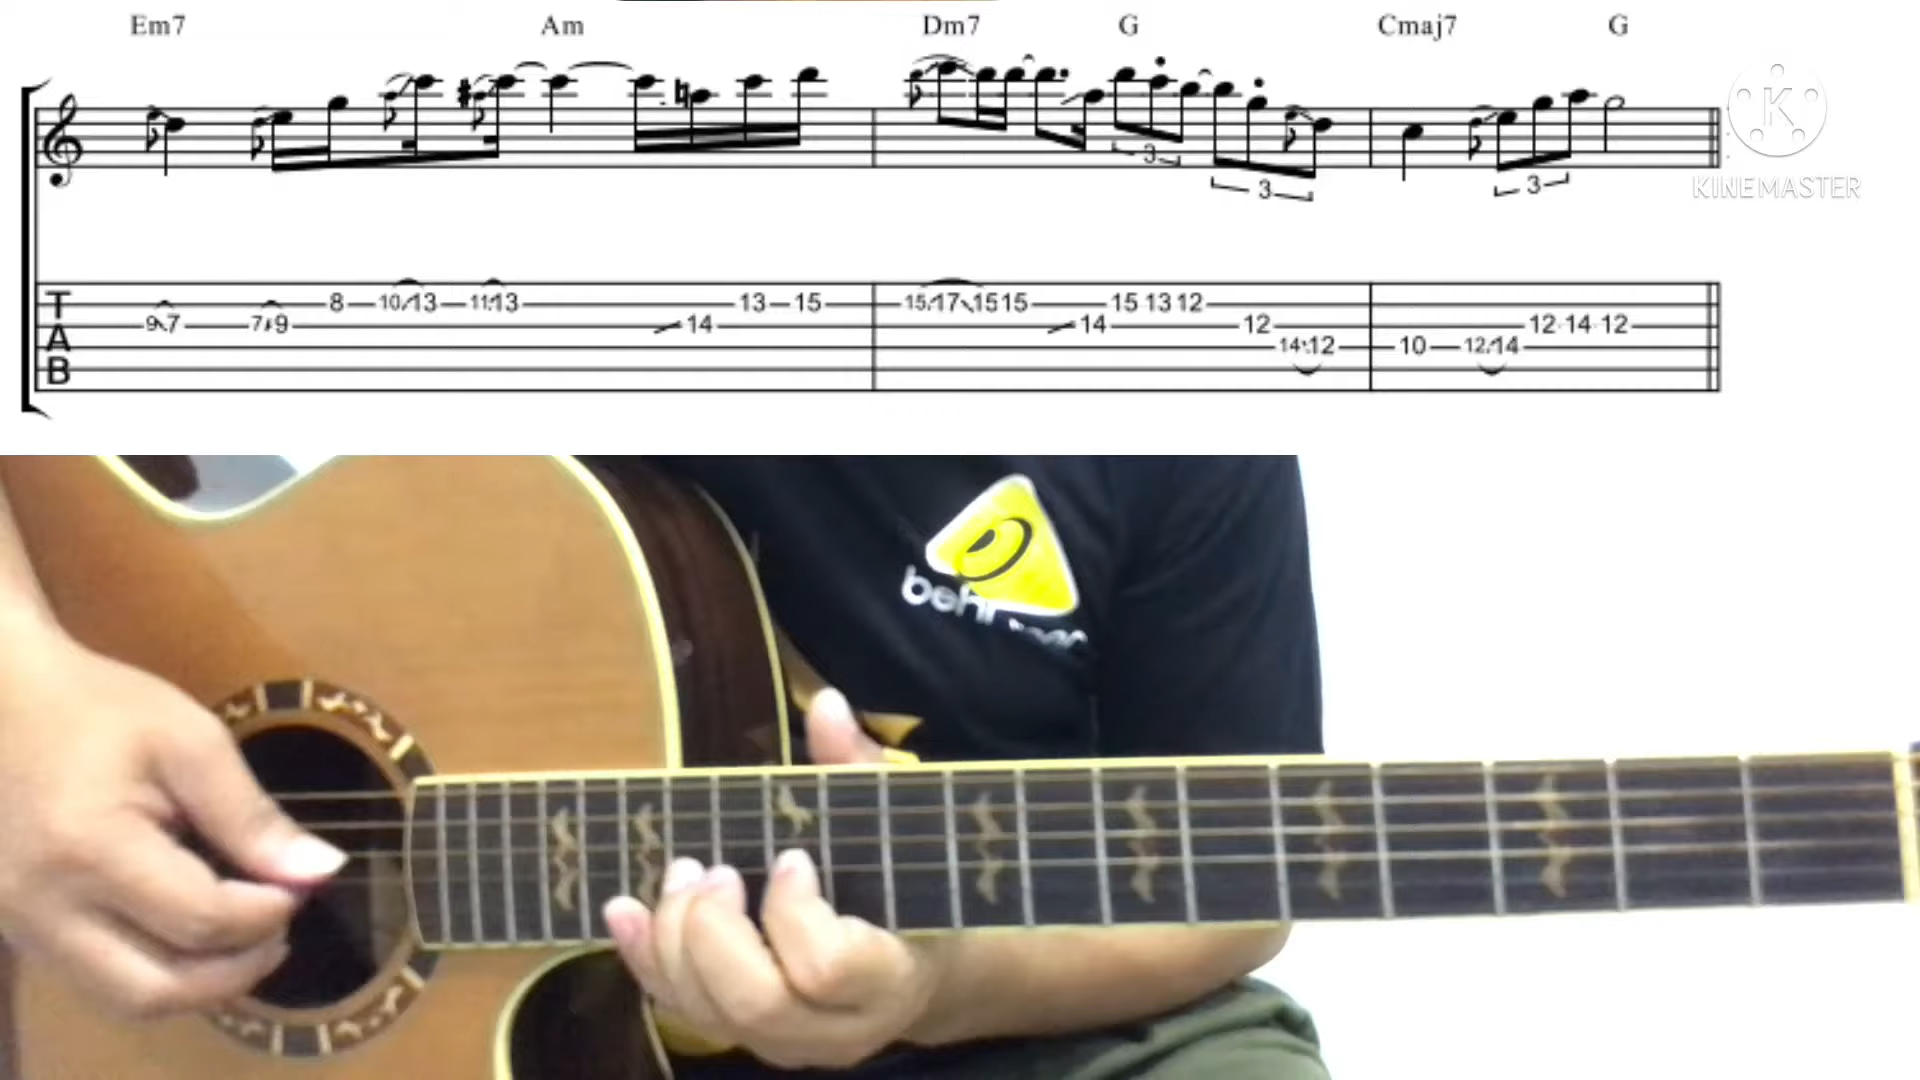 Em7 Am Dm7 G Cmaj7 G
3 3 3
KINEMASTER
T A B
8 10 13 11 13 13 15 15 17 15 15 15 13 12
9 7 7 9 14 14 12 12 14 12
14 12 10 12 14